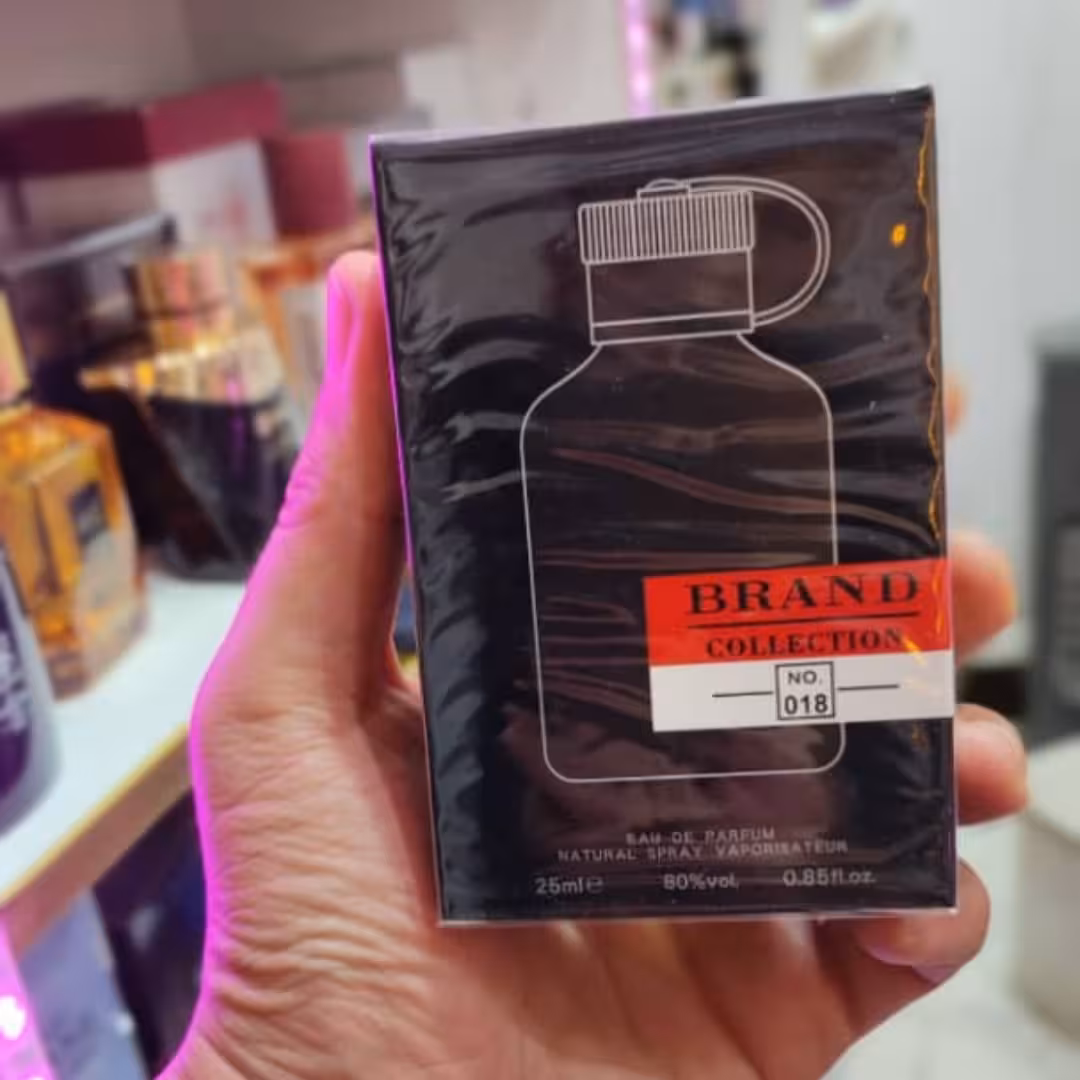 BRAND
COLLECTION
NO.
018
EAU DE PARFUM
NATURAL SPRAY VAPORISATEUR
25ml℮ 80%vol. 0.85fl.oz.